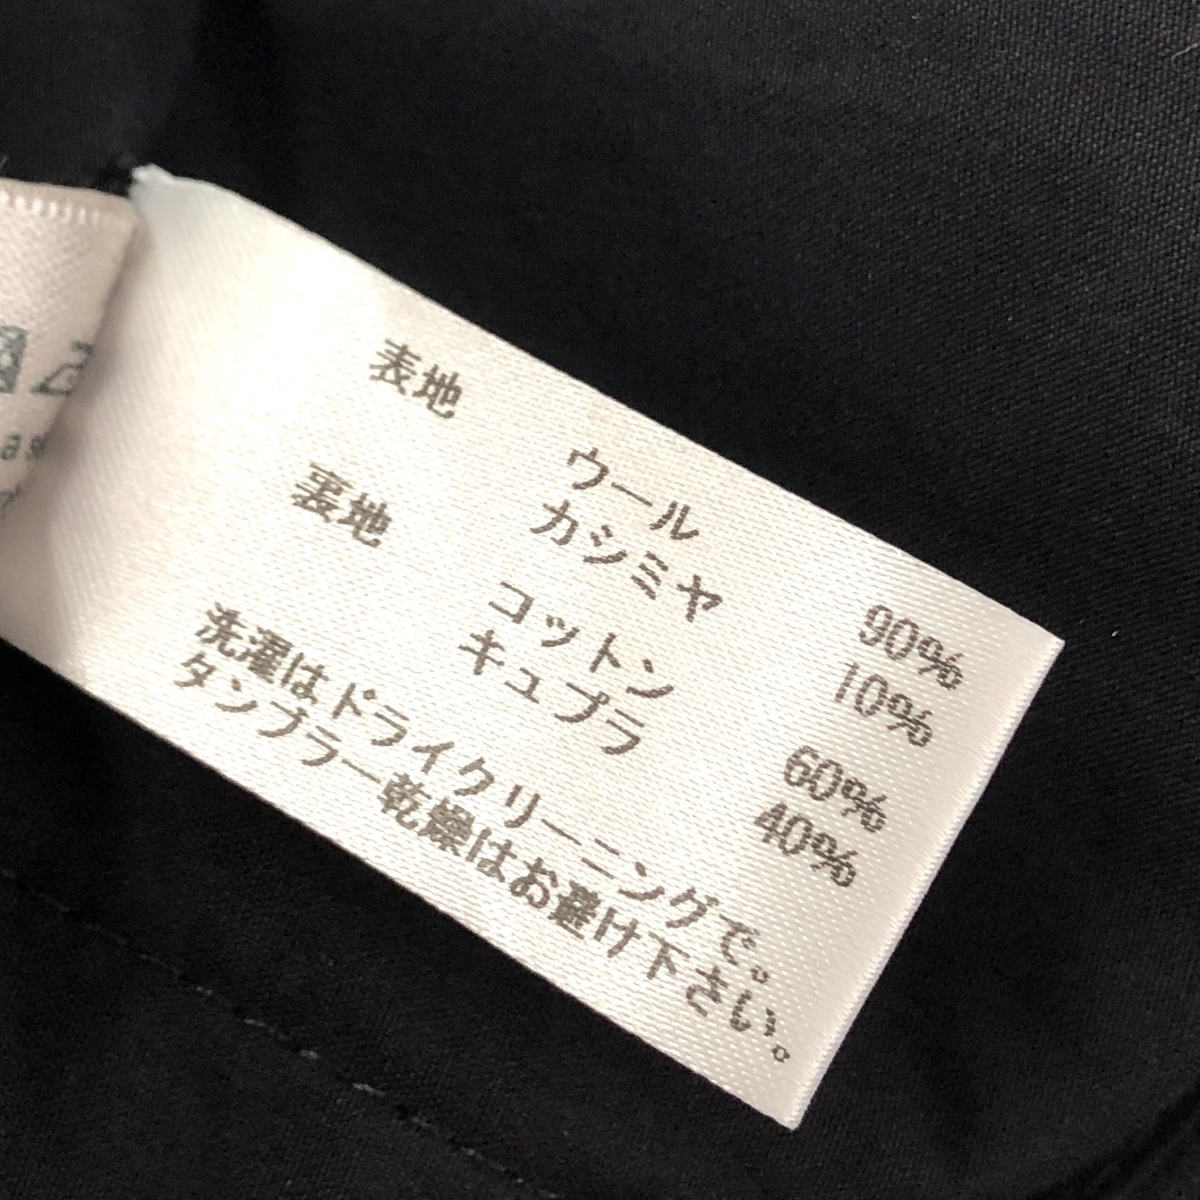 表地
ウール 90%
カシミヤ 10%
裏地
コットン 60%
キュプラ 40%
洗濯はドライクリーニングで。
タンブラー乾燥はお避け下さい。